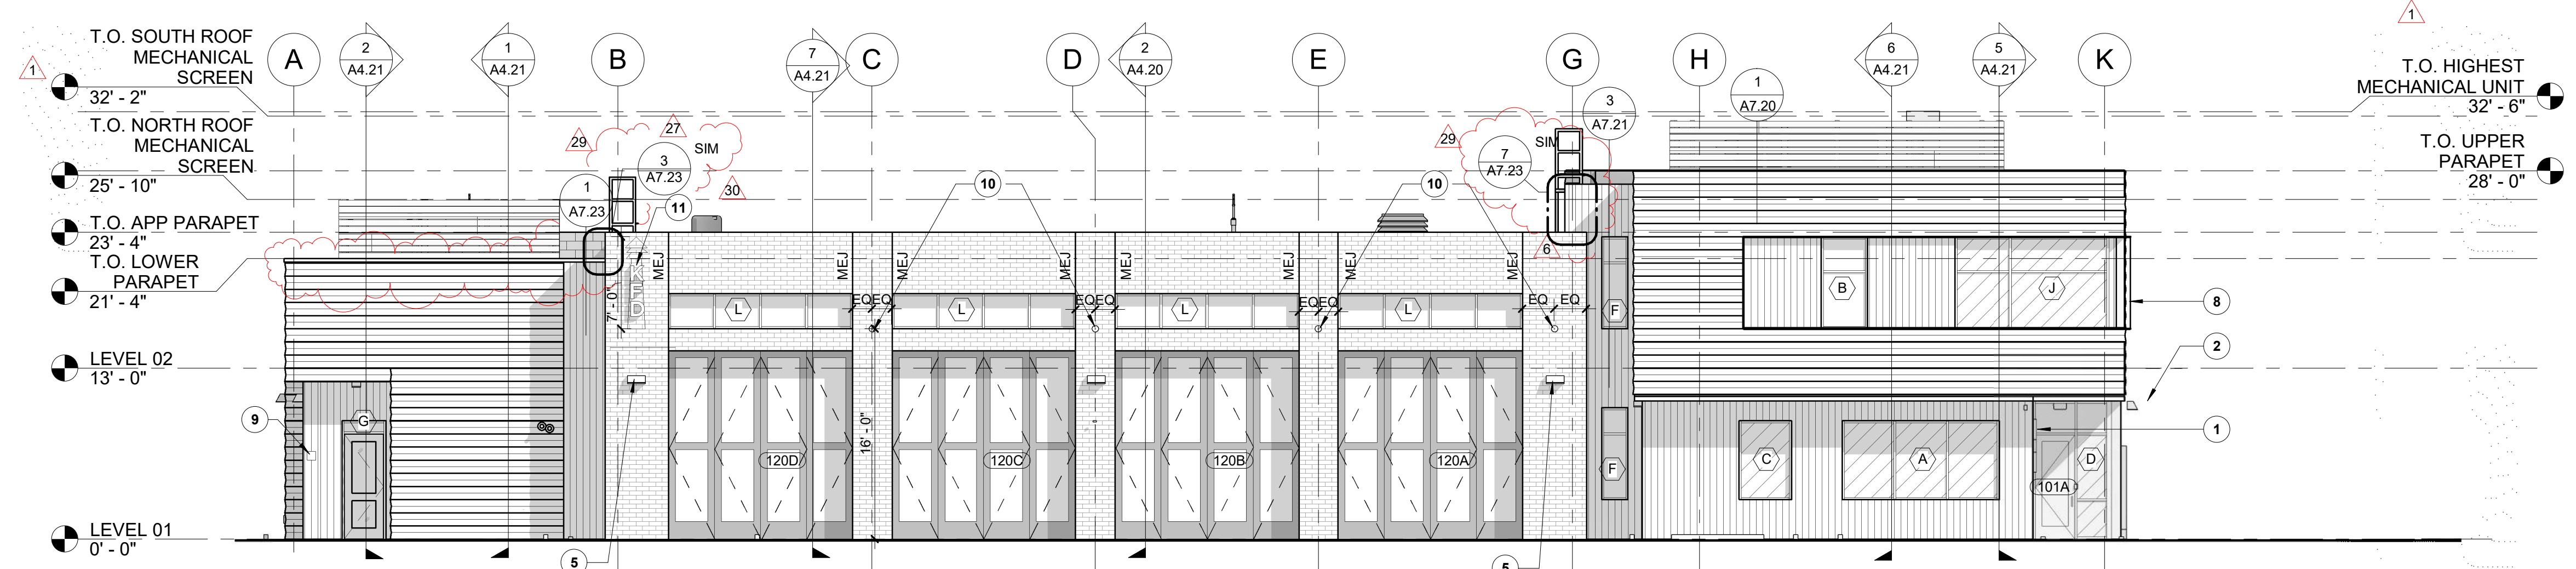 T.O. SOUTH ROOF
MECHANICAL
SCREEN
32' - 2"
T.O. NORTH ROOF
MECHANICAL
SCREEN
25' - 10"
T.O. APP PARAPET
23' - 4"
T.O. LOWER
PARAPET
21' - 4"
LEVEL 02
13' - 0"
LEVEL 01
0' - 0"
1
A
2
A4.21
1
A4.21
B
7
A4.21
C
D
2
A4.20
E
G
H
6
A4.21
5
A4.21
K
1
T.O. HIGHEST
MECHANICAL UNIT
32' - 6"
T.O. UPPER
PARAPET
28' - 0"
1
A7.20
3
A7.21
29
27
SIM
3
A7.23
30
1
A7.23
11
10
10
29
SIM
7
A7.23
6
MEJ
MEJ
MEJ
MEJ
MEJ
MEJ
MEJ
KFD
7' - 0"
L
EQ
EQ
L
EQ
EQ
L
EQ
EQ
L
EQ
EQ
F
B
J
8
2
9
G
16' - 0"
120D
120C
120B
120A
F
C
A
D
101A
1
5
5